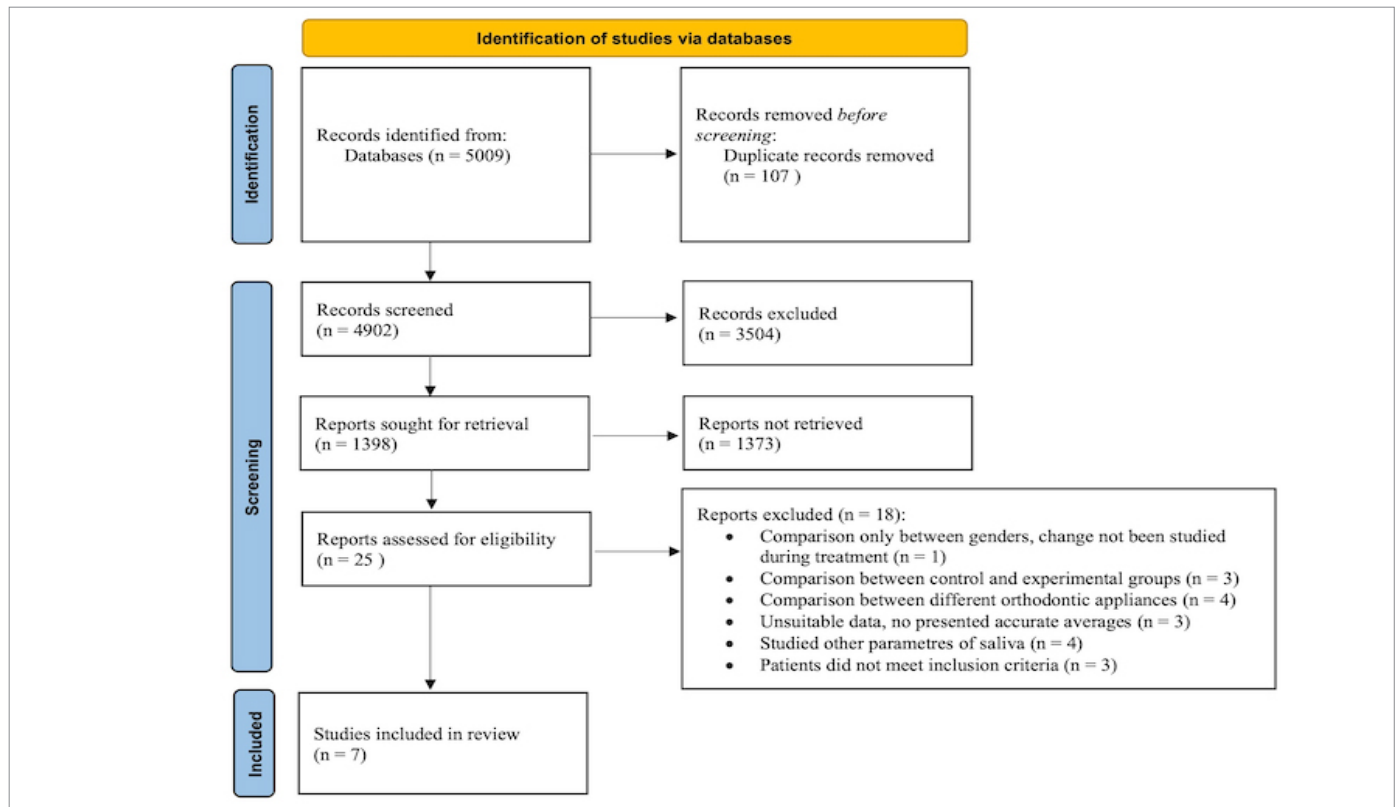 Identification of studies via databases
Identification
Records identified from:
Databases (n = 5009)
Records removed before
screening:
Duplicate records removed
(n = 107 )
Screening
Records screened
(n = 4902)
Records excluded
(n = 3504)
Reports sought for retrieval
(n = 1398)
Reports not retrieved
(n = 1373)
Reports assessed for eligibility
(n = 25 )
Reports excluded (n = 18):
• Comparison only between genders, change not been studied
during treatment (n = 1)
• Comparison between control and experimental groups (n = 3)
• Comparison between different orthodontic appliances (n = 4)
• Unsuitable data, no presented accurate averages (n = 3)
• Studied other parametres of saliva (n = 4)
• Patients did not meet inclusion criteria (n = 3)
Included
Studies included in review
(n = 7)